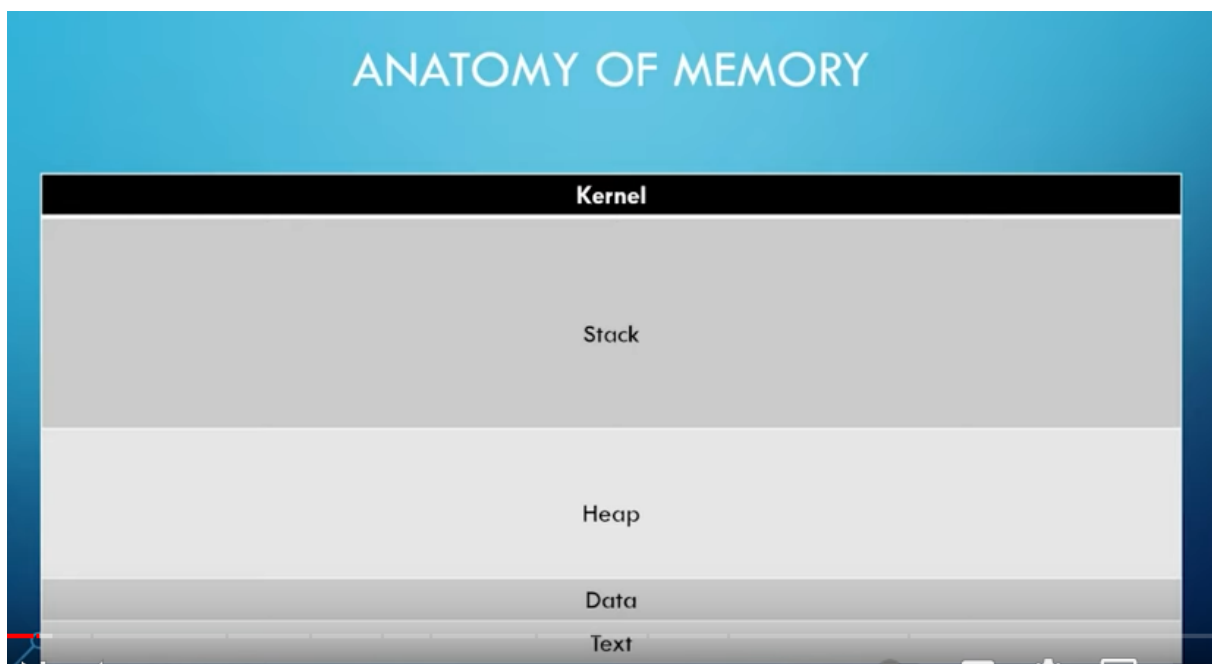 ANATOMY OF MEMORY
Kernel
Stack
Heap
Data
Text